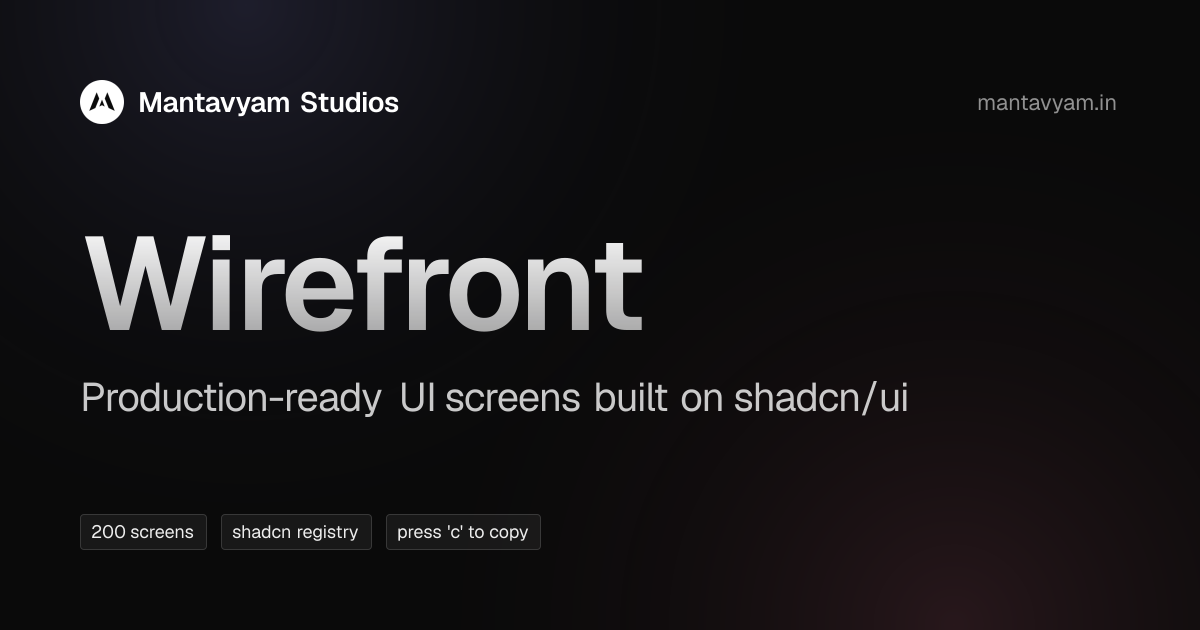 Mantavyam Studios
mantavyam.in
Wirefront
Production-ready UI screens built on shadcn/ui
200 screens
shadcn registry
press 'c' to copy